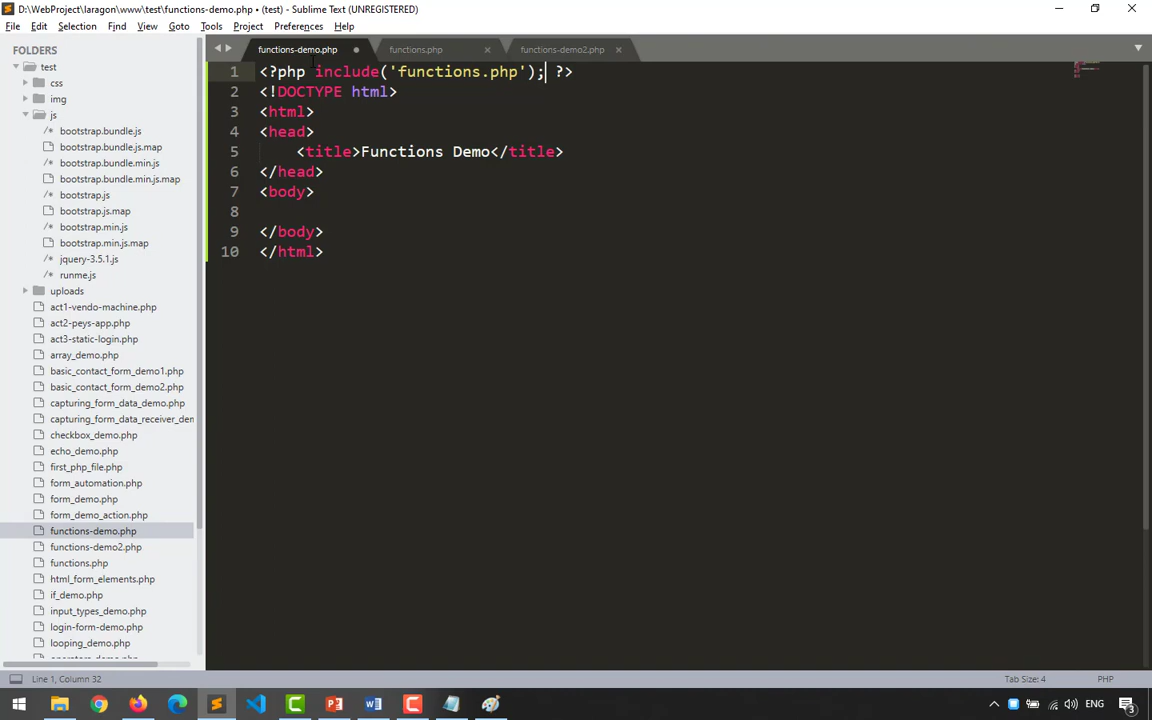 D:\WebProject\laragon\www\test\functions-demo.php • (test) - Sublime Text (UNREGISTERED)
File Edit Selection Find View Goto Tools Project Preferences Help
FOLDERS
test
css
img
js
bootstrap.bundle.js
bootstrap.bundle.js.map
bootstrap.bundle.min.js
bootstrap.bundle.min.js.map
bootstrap.js
bootstrap.js.map
bootstrap.min.js
bootstrap.min.js.map
jquery-3.5.1.js
runme.js
uploads
act1-vendo-machine.php
act2-peys-app.php
act3-static-login.php
array_demo.php
basic_contact_form_demo1.php
basic_contact_form_demo2.php
capturing_form_data_demo.php
capturing_form_data_receiver_den
checkbox_demo.php
echo_demo.php
first_php_file.php
form_automation.php
form_demo.php
form_demo_action.php
functions-demo.php
functions-demo2.php
functions.php
html_form_elements.php
if_demo.php
input_types_demo.php
login-form-demo.php
looping_demo.php
functions-demo.php functions.php functions-demo2.php
1 <?php include('functions.php'); ?>
2 <!DOCTYPE html>
3 <html>
4 <head>
5 <title>Functions Demo</title>
6 </head>
7 <body>
8
9 </body>
10 </html>
Line 1, Column 32 Tab Size: 4 PHP
ENG 3